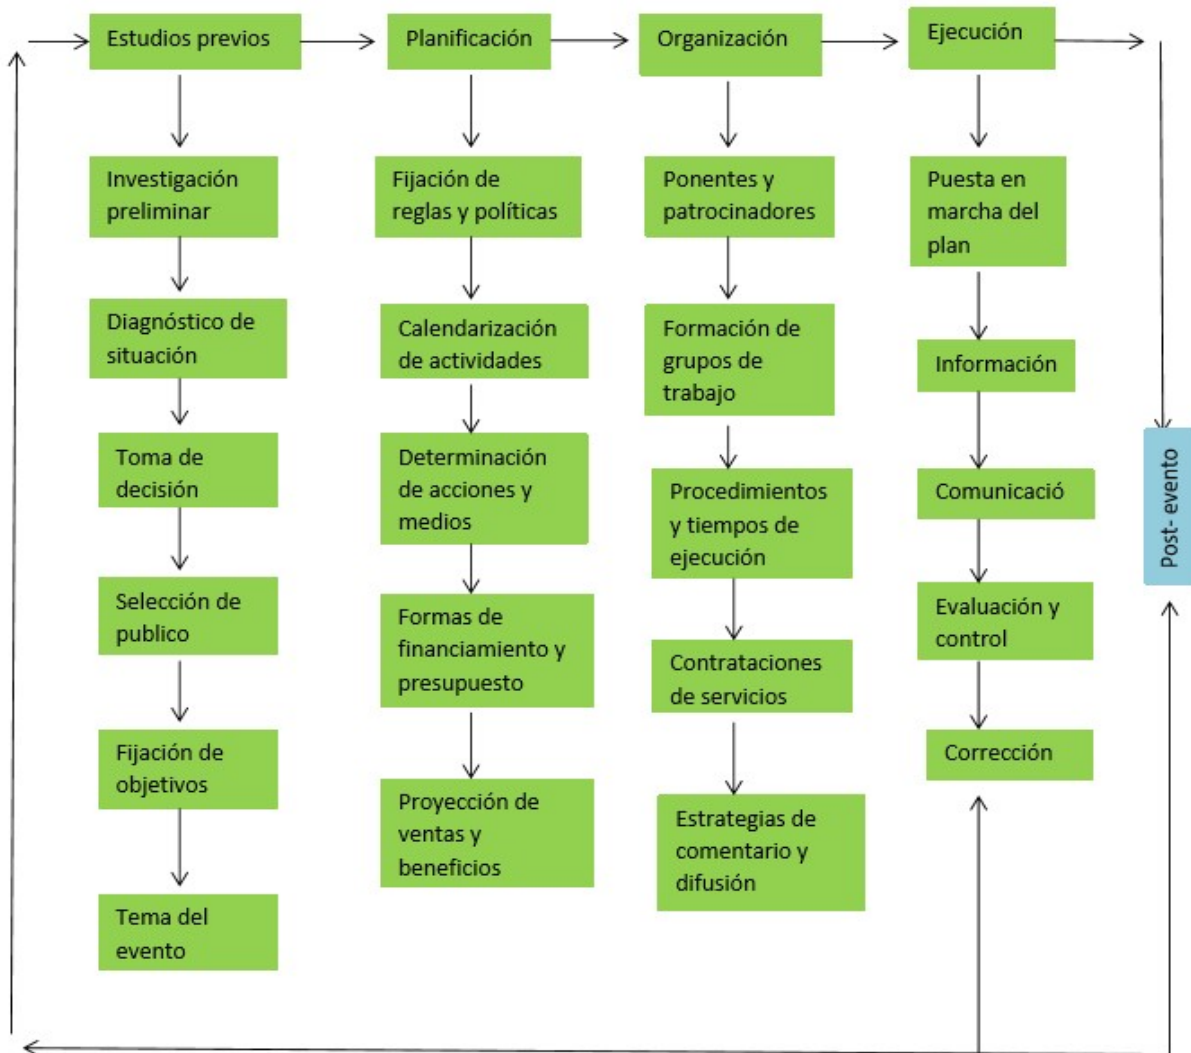 Estudios previos
Planificación
Organización
Ejecución
Investigación
preliminar
Diagnóstico de
situación
Toma de
decisión
Selección de
publico
Fijación de
objetivos
Tema del
evento
Fijación de
reglas y políticas
Calendarización
de actividades
Determinación
de acciones y
medios
Formas de
financiamiento y
presupuesto
Proyección de
ventas y
beneficios
Ponentes y
patrocinadores
Formación de
grupos de
trabajo
Procedimientos
y tiempos de
ejecución
Contrataciones
de servicios
Estrategias de
comentario y
difusión
Puesta en
marcha del
plan
Información
Comunicació
Evaluación y
control
Corrección
Post- evento